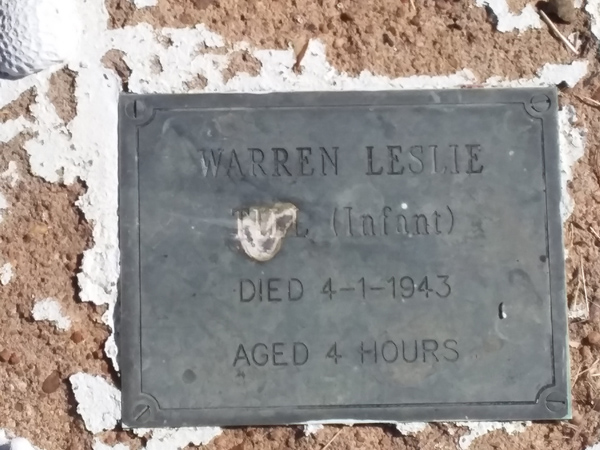 WARREN LESLIE
(Infant)
DIED 4-1-1943
AGED 4 HOURS